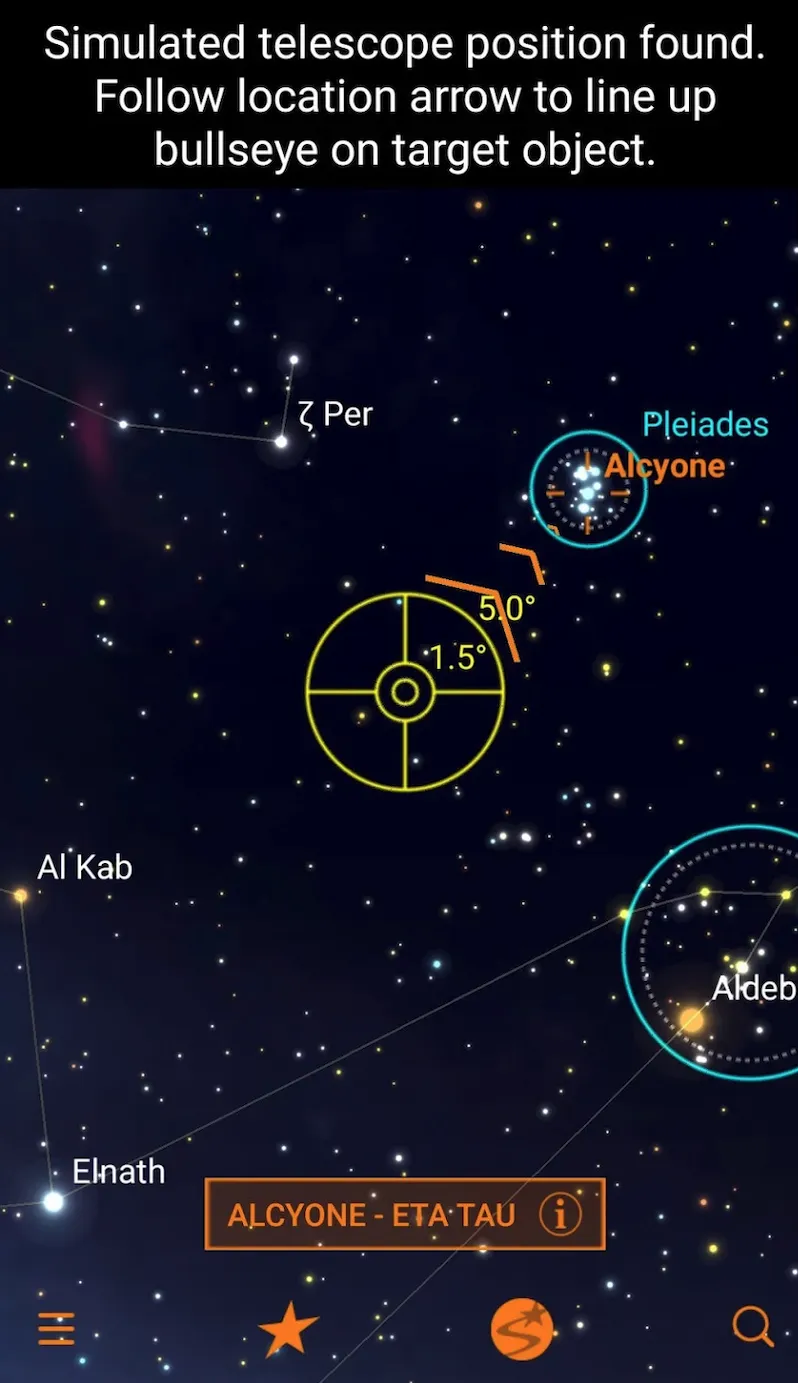 Simulated telescope position found.
Follow location arrow to line up
bullseye on target object.
ζ Per
Pleiades
Alcyone
5.0°
1.5°
Al Kab
Aldeb
Elnath
ALCYONE - ETA TAU i